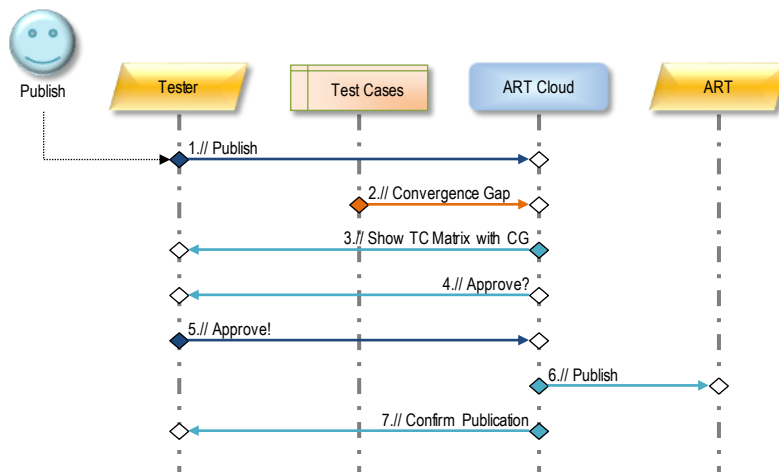 Publish
Tester
Test Cases
ART Cloud
ART
1.// Publish
2.// Convergence Gap
3.// Show TC Matrix with CG
4.// Approve?
5.// Approve!
6.// Publish
7.// Confirm Publication